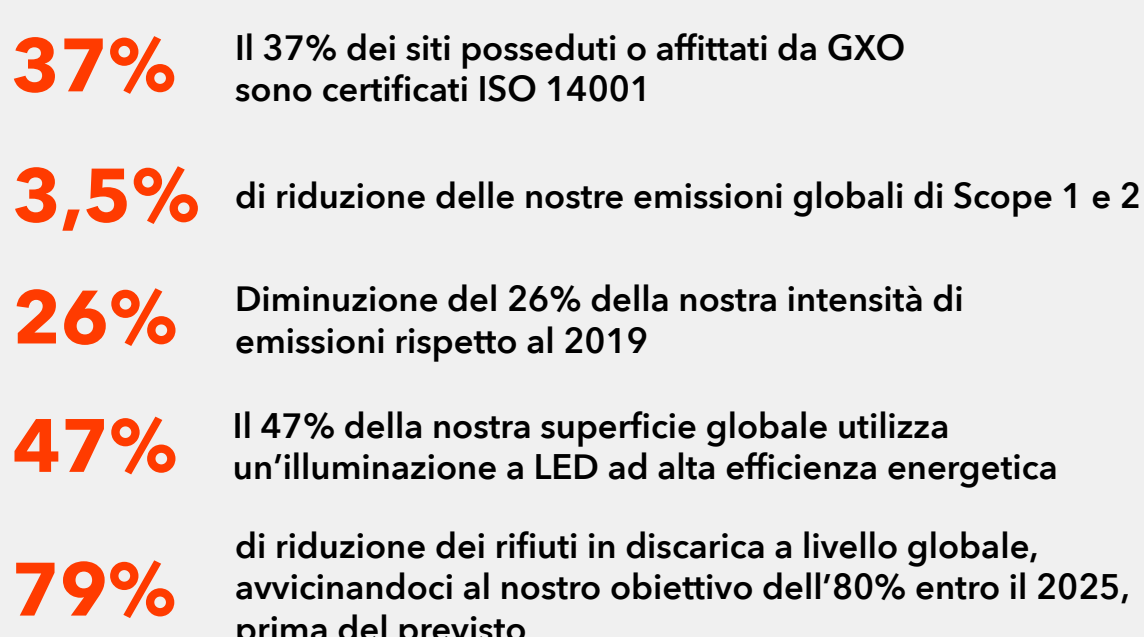 37%
Il 37% dei siti posseduti o affittati da GXO
sono certificati ISO 14001
3,5%
di riduzione delle nostre emissioni globali di Scope 1 e 2
26%
Diminuzione del 26% della nostra intensità di
emissioni rispetto al 2019
47%
Il 47% della nostra superficie globale utilizza
un’illuminazione a LED ad alta efficienza energetica
79%
di riduzione dei rifiuti in discarica a livello globale,
avvicinandoci al nostro obiettivo dell’80% entro il 2025,
prima del previsto